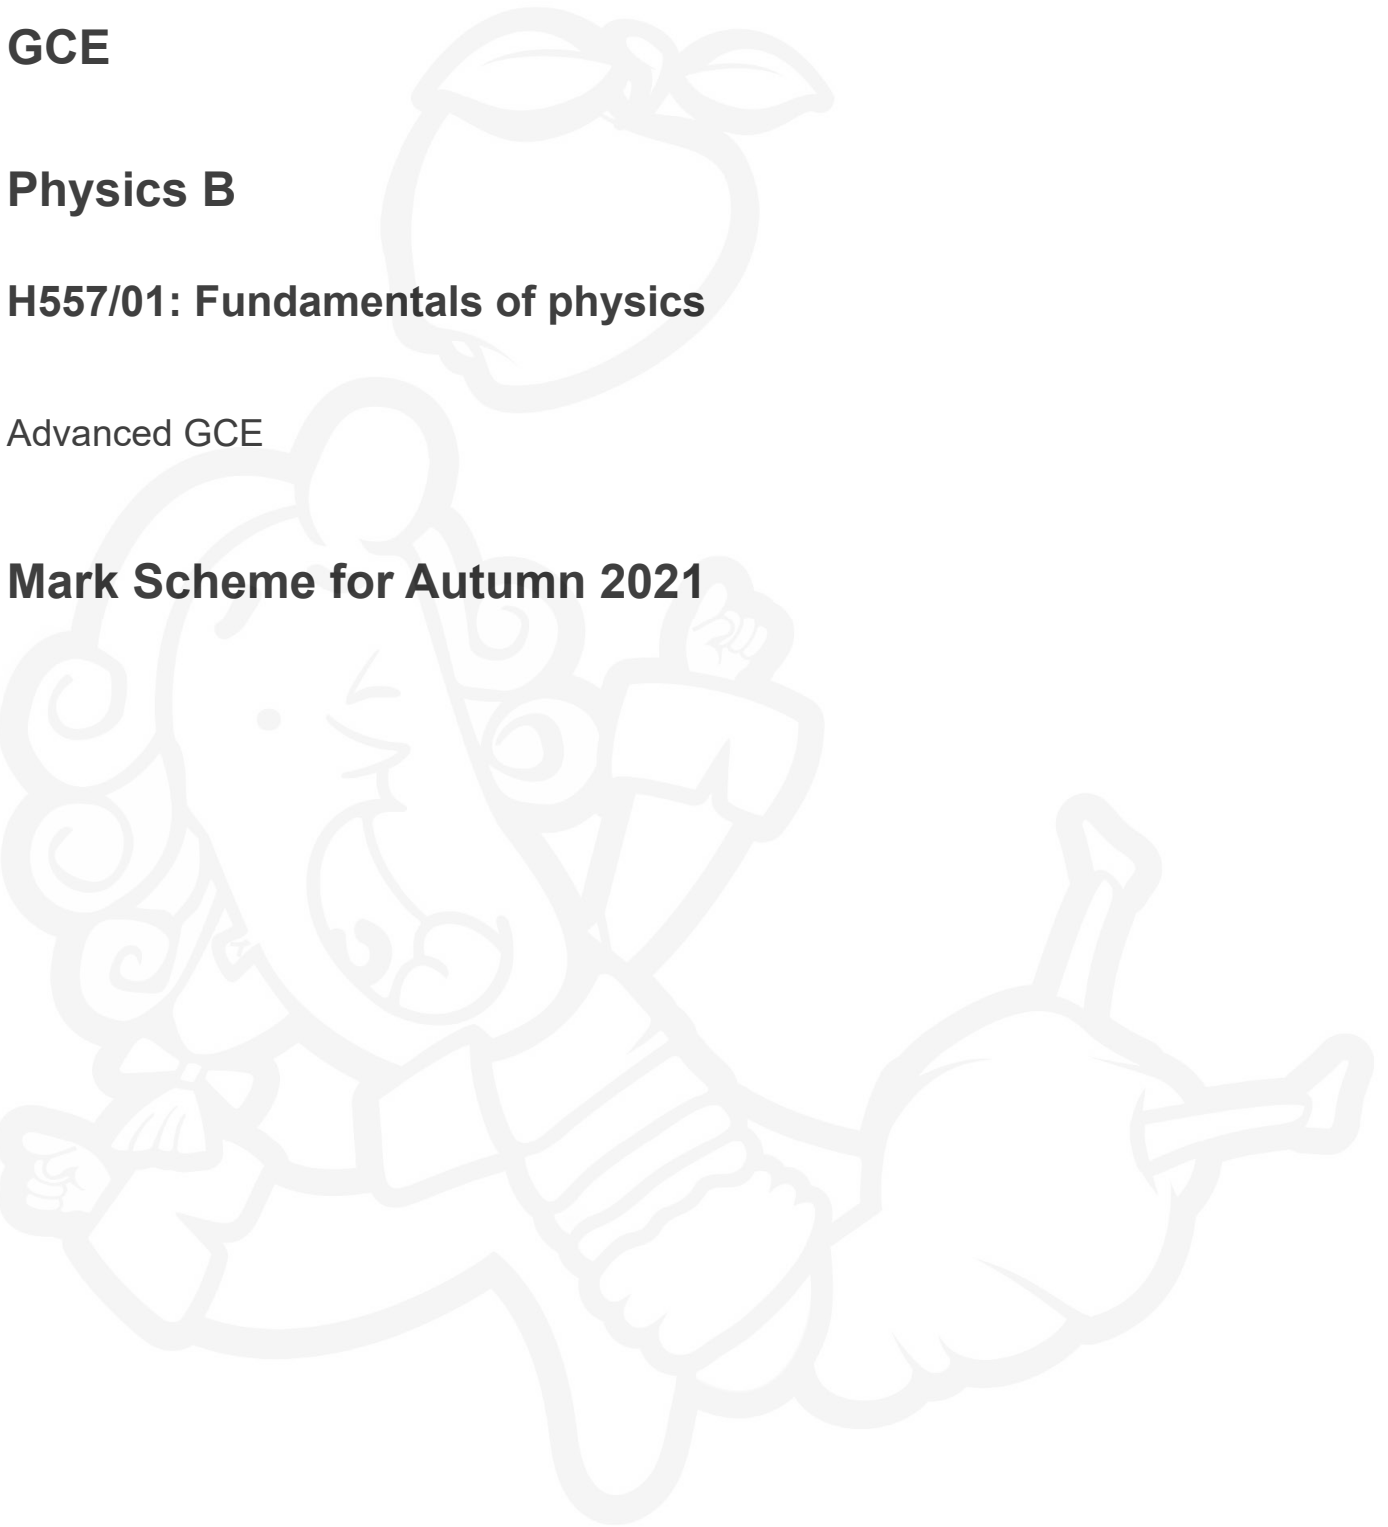 GCE
Physics B
H557/01: Fundamentals of physics
Advanced GCE
Mark Scheme for Autumn 2021